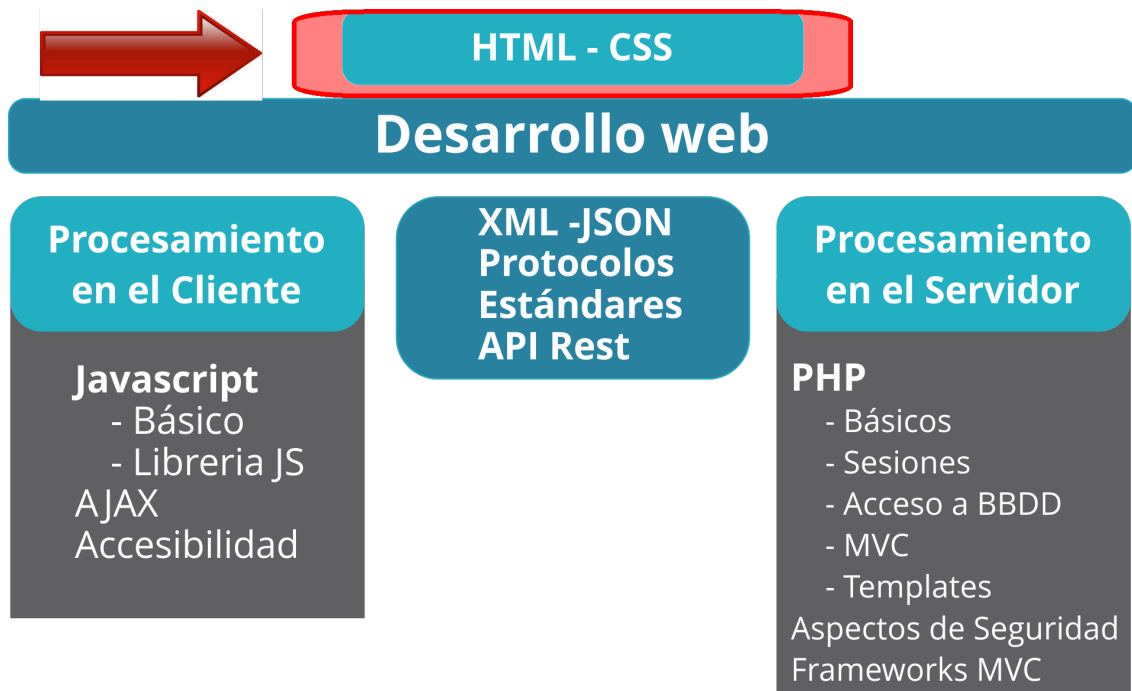 HTML - CSS
Desarrollo web
Procesamiento
en el Cliente
Javascript
- Básico
- Libreria JS
AJAX
Accesibilidad
XML -JSON
Protocolos
Estándares
API Rest
Procesamiento
en el Servidor
PHP
- Básicos
- Sesiones
- Acceso a BBDD
- MVC
- Templates
Aspectos de Seguridad
Frameworks MVC